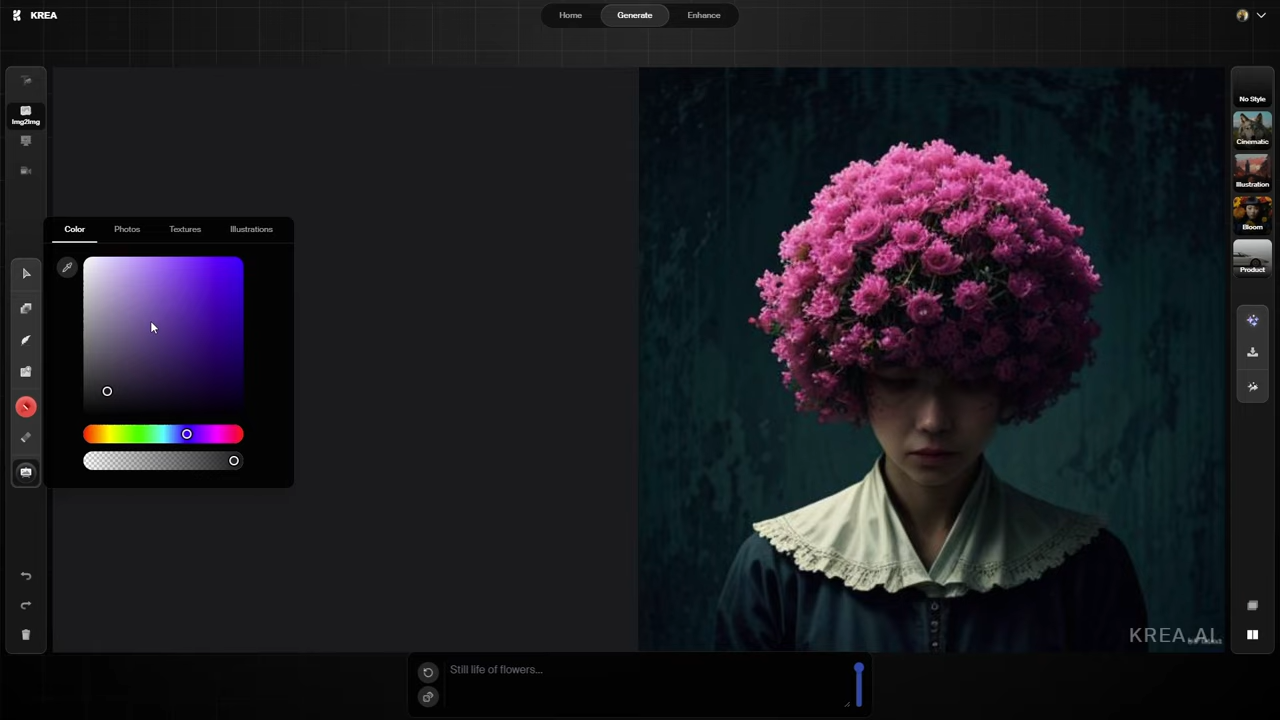 KREA
Home
Generate
Enhance
Img2Img
No Style
Cinematic
Illustration
Bloom
Product
Color
Photos
Textures
Illustrations
KREA.AI
Still life of flowers...